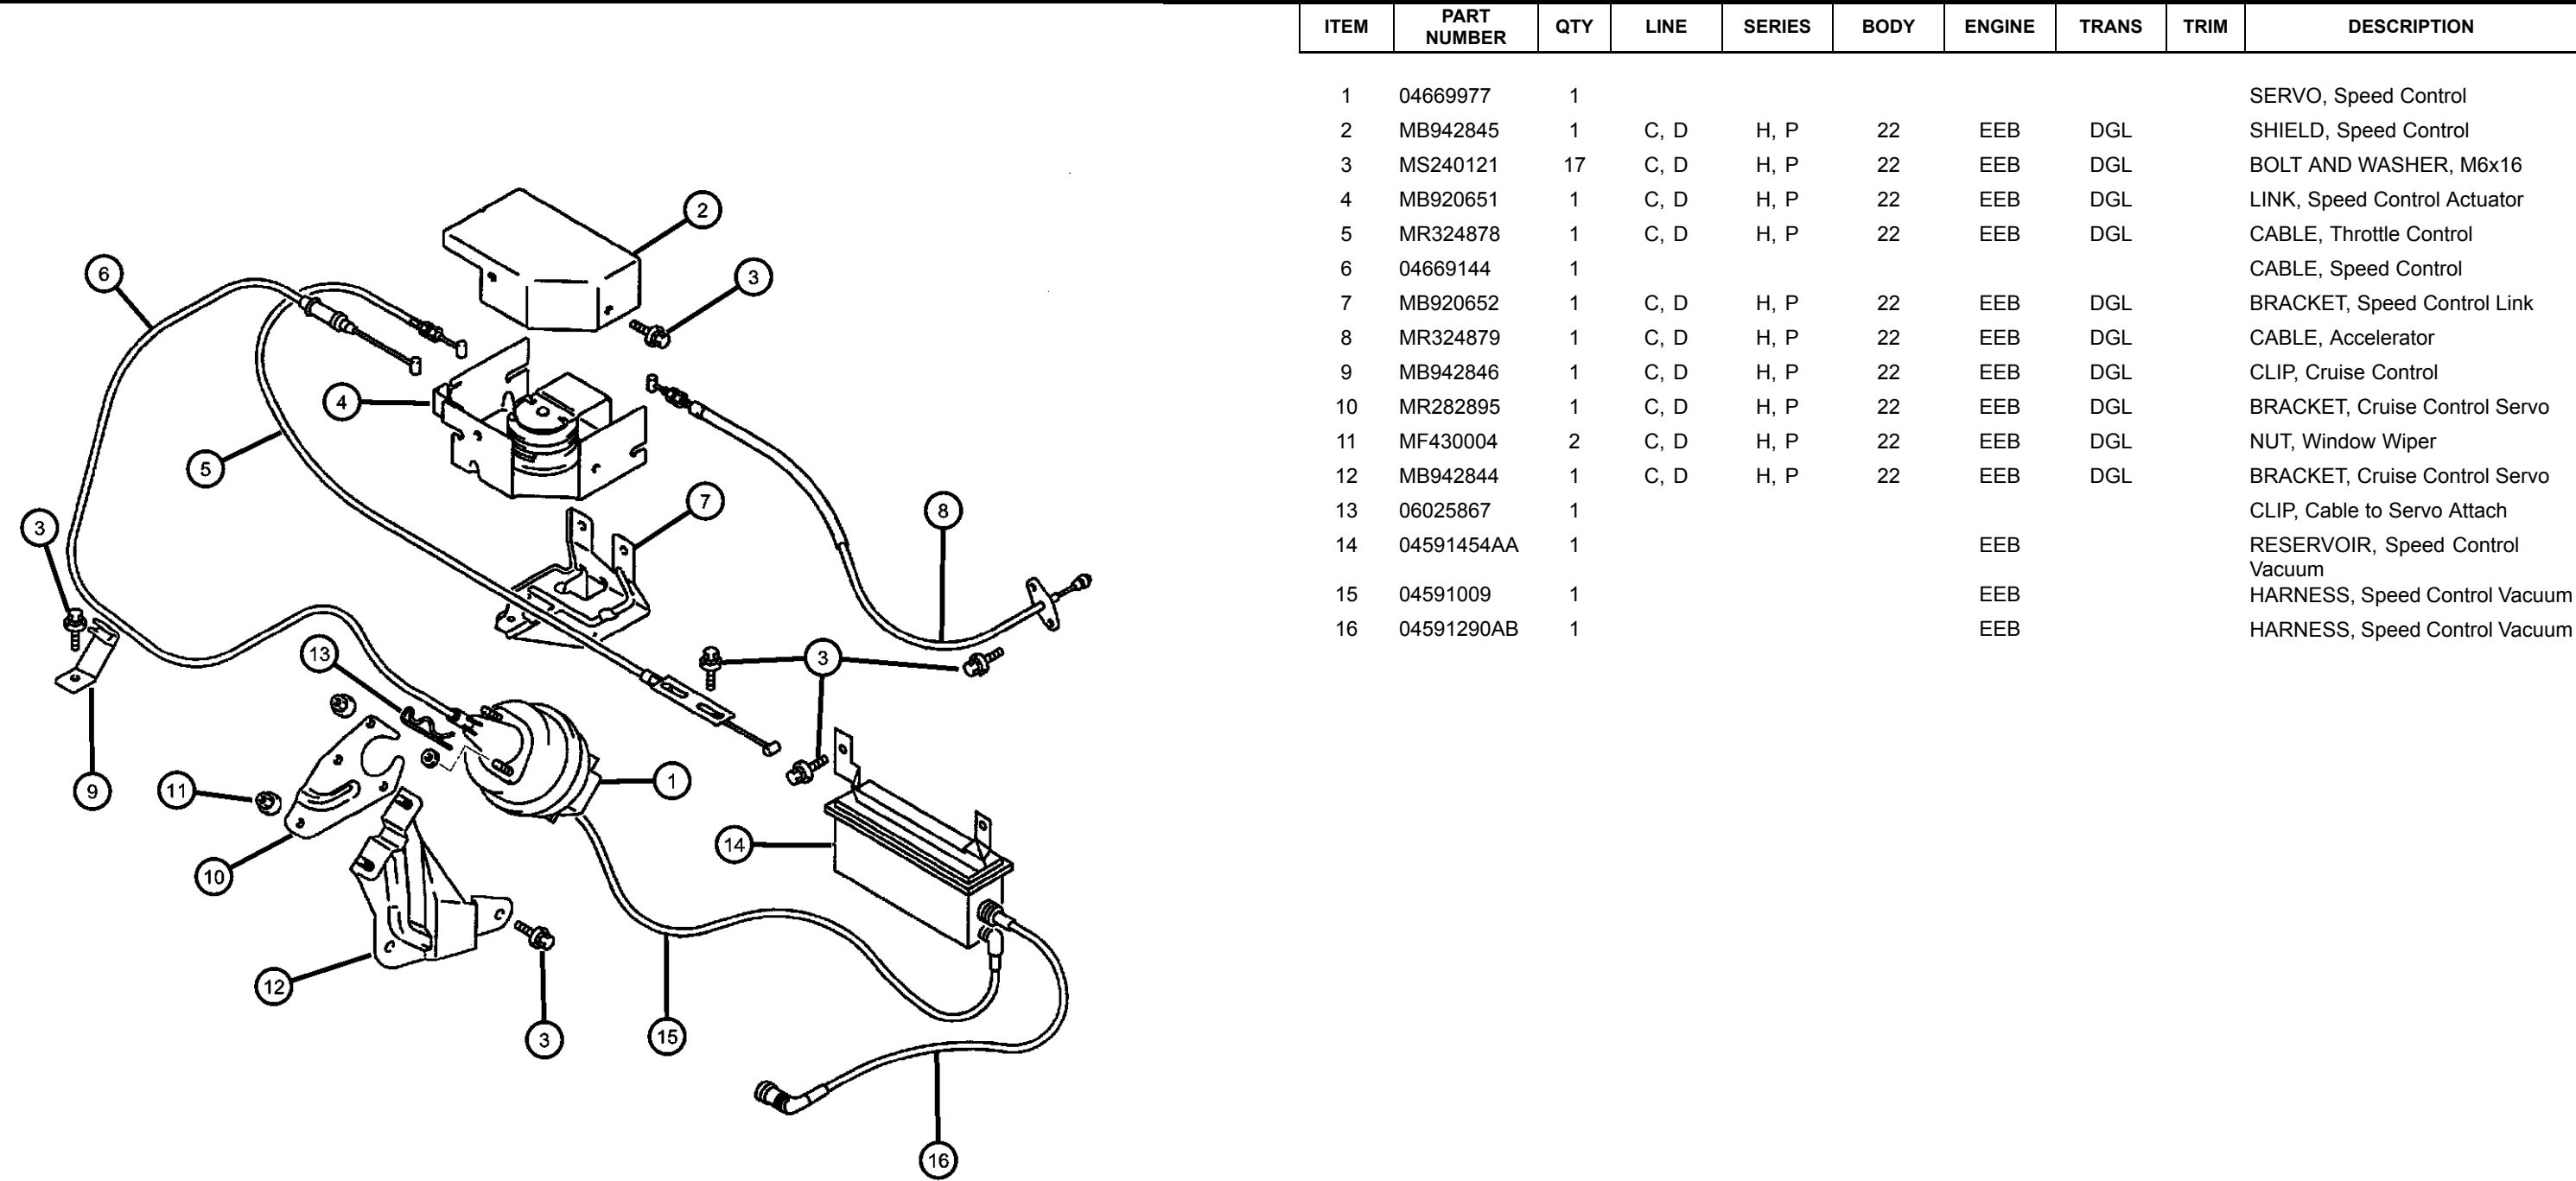 ITEM PART NUMBER QTY LINE SERIES BODY ENGINE TRANS TRIM DESCRIPTION
1 04669977 1 SERVO, Speed Control
2 MB942845 1 C, D H, P 22 EEB DGL SHIELD, Speed Control
3 MS240121 17 C, D H, P 22 EEB DGL BOLT AND WASHER, M6x16
4 MB920651 1 C, D H, P 22 EEB DGL LINK, Speed Control Actuator
5 MR324878 1 C, D H, P 22 EEB DGL CABLE, Throttle Control
6 04669144 1 CABLE, Speed Control
7 MB920652 1 C, D H, P 22 EEB DGL BRACKET, Speed Control Link
8 MR324879 1 C, D H, P 22 EEB DGL CABLE, Accelerator
9 MB942846 1 C, D H, P 22 EEB DGL CLIP, Cruise Control
10 MR282895 1 C, D H, P 22 EEB DGL BRACKET, Cruise Control Servo
11 MF430004 2 C, D H, P 22 EEB DGL NUT, Window Wiper
12 MB942844 1 C, D H, P 22 EEB DGL BRACKET, Cruise Control Servo
13 06025867 1 CLIP, Cable to Servo Attach
14 04591454AA 1 EEB RESERVOIR, Speed Control
Vacuum
15 04591009 1 EEB HARNESS, Speed Control Vacuum
16 04591290AB 1 EEB HARNESS, Speed Control Vacuum
2
6
3
4
5
7
8
3
13
3
9
11
1
14
10
12
15
3
16